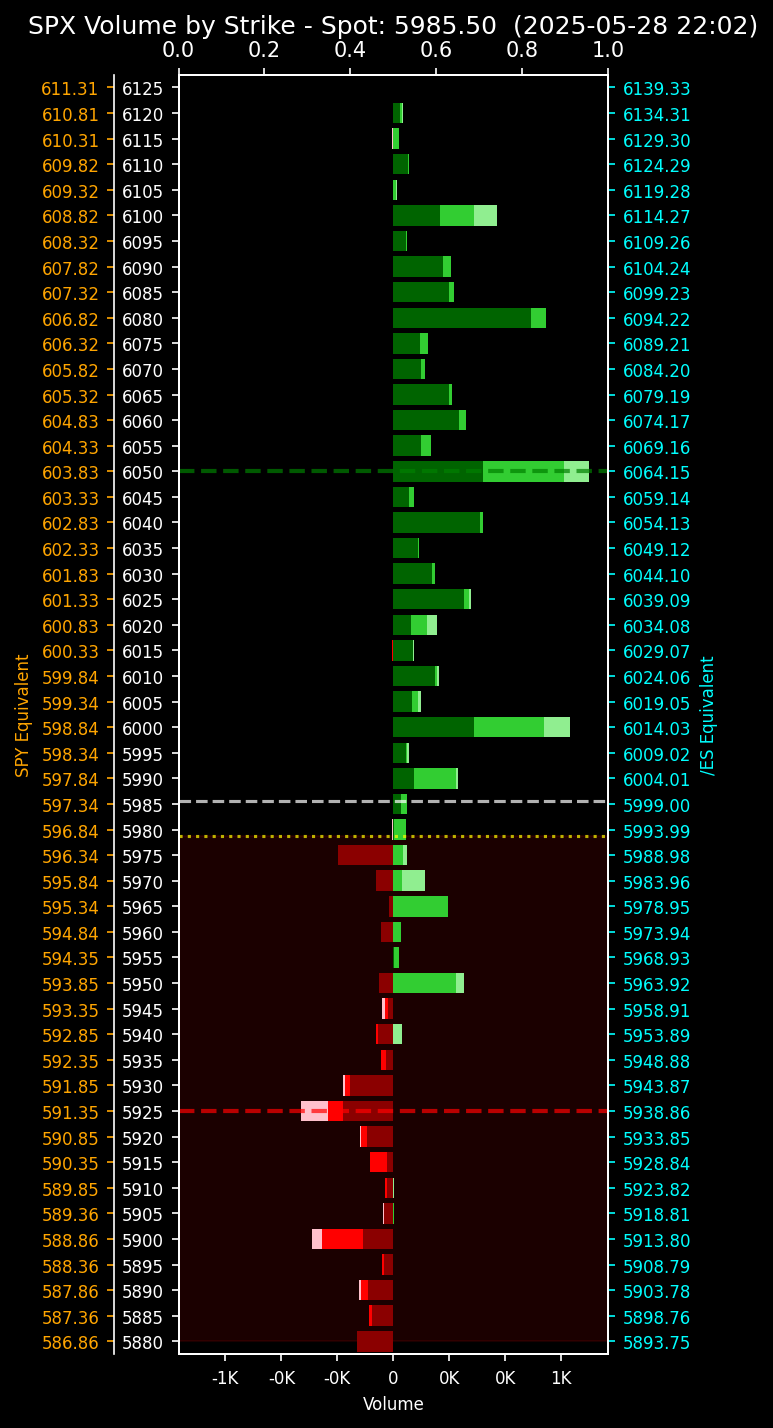 SPX Volume by Strike - Spot: 5985.50 (2025-05-28 22:02)
0.0 0.2 0.4 0.6 0.8 1.0
611.31 6125 6139.33
610.81 6120 6134.31
610.31 6115 6129.30
609.82 6110 6124.29
609.32 6105 6119.28
608.82 6100 6114.27
608.32 6095 6109.26
607.82 6090 6104.24
607.32 6085 6099.23
606.82 6080 6094.22
606.32 6075 6089.21
605.82 6070 6084.20
605.32 6065 6079.19
604.83 6060 6074.17
604.33 6055 6069.16
603.83 6050 6064.15
603.33 6045 6059.14
602.83 6040 6054.13
602.33 6035 6049.12
601.83 6030 6044.10
601.33 6025 6039.09
600.83 6020 6034.08
600.33 6015 6029.07
599.84 6010 6024.06
599.34 6005 6019.05
598.84 6000 6014.03
598.34 5995 6009.02
597.84 5990 6004.01
597.34 5985 5999.00
596.84 5980 5993.99
596.34 5975 5988.98
595.84 5970 5983.96
595.34 5965 5978.95
594.84 5960 5973.94
594.35 5955 5968.93
593.85 5950 5963.92
593.35 5945 5958.91
592.85 5940 5953.89
592.35 5935 5948.88
591.85 5930 5943.87
591.35 5925 5938.86
590.85 5920 5933.85
590.35 5915 5928.84
589.85 5910 5923.82
589.36 5905 5918.81
588.86 5900 5913.80
588.36 5895 5908.79
587.86 5890 5903.78
587.36 5885 5898.76
586.86 5880 5893.75
SPY Equivalent
/ES Equivalent
-1K -0K -0K 0 0K 0K 1K
Volume